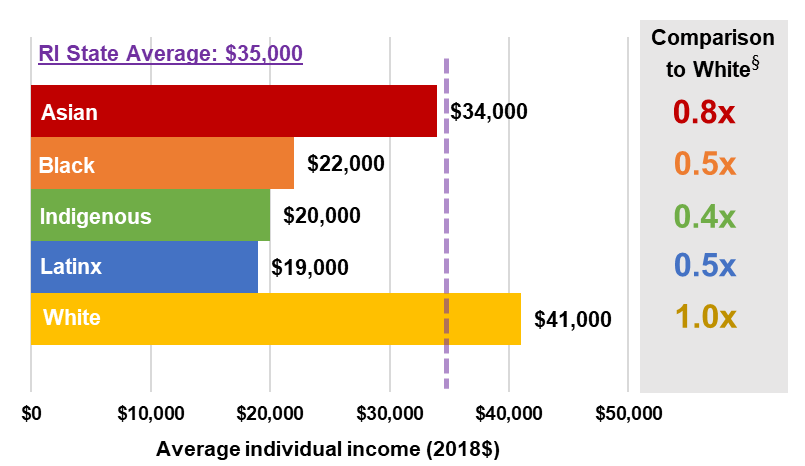 RI State Average: $35,000
Comparison
to White§
Asian $34,000 0.8x
Black $22,000 0.5x
Indigenous $20,000 0.4x
Latinx $19,000 0.5x
White $41,000 1.0x
$0 $10,000 $20,000 $30,000 $40,000 $50,000
Average individual income (2018$)